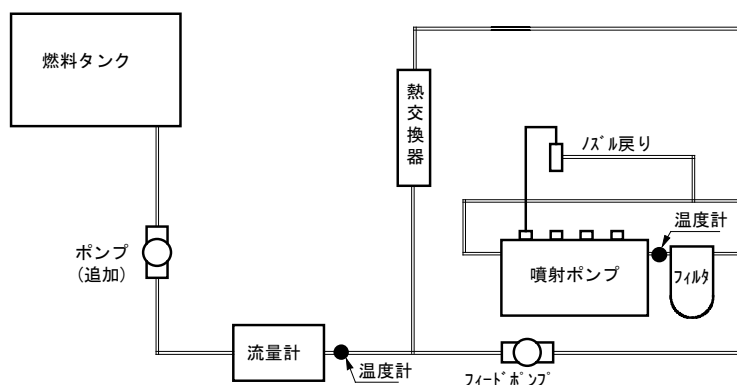 燃料タンク
熱交換器
ﾉｽﾞﾙ戻り
温度計
ポンプ
(追加)
噴射ポンプ
ﾌｨﾙﾀ
流量計
温度計
ﾌｨｰﾄﾞﾎﾟﾝﾌﾟ